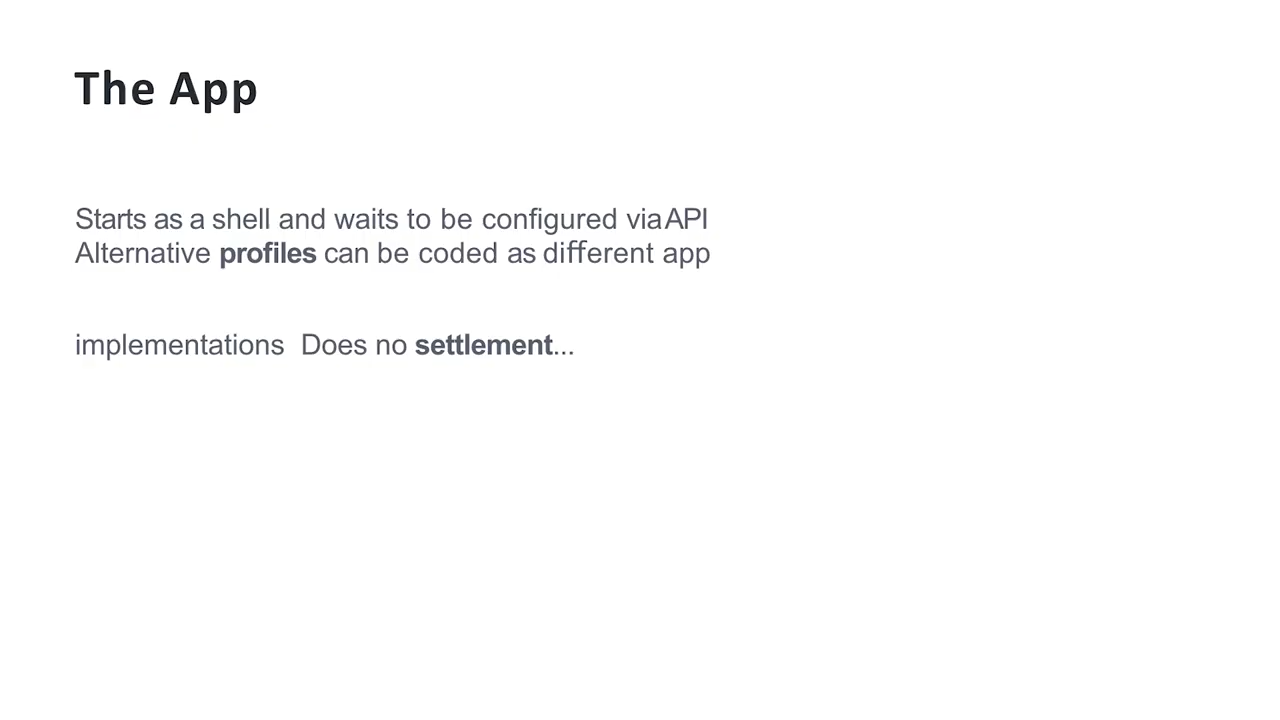 The App
Starts as a shell and waits to be configured via API
Alternative profiles can be coded as different app
implementations  Does no settlement...